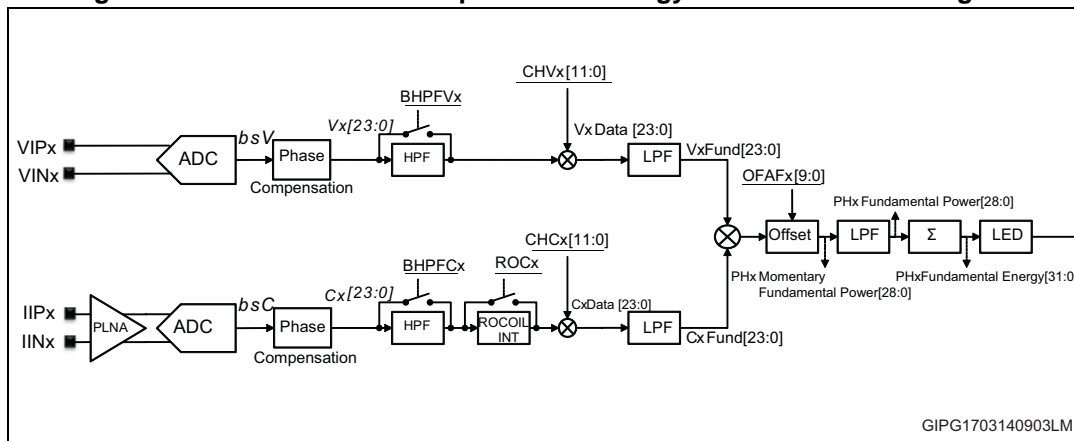 CHVx[11:0]
BHPFVx
VIPx
VINx
ADC
bsV
Phase
Compensation
Vx[23:0]
HPF
VxData [23:0]
LPF
VxFund[23:0]
OFAFx[9:0]
PHx Fundamental Power[28:0]
Offset
LPF
Σ
LED
PHx Momentary
Fundamental Power[28:0]
PHxFundamental Energy[31:0
CHCx[11:0]
BHPFCx
ROCx
IIPx
IINx
PLNA
ADC
bsC
Phase
Compensation
Cx[23:0]
HPF
ROCOIL
INT
CxData [23:0]
LPF
Cx Fund[23:0]
GIPG1703140903LM